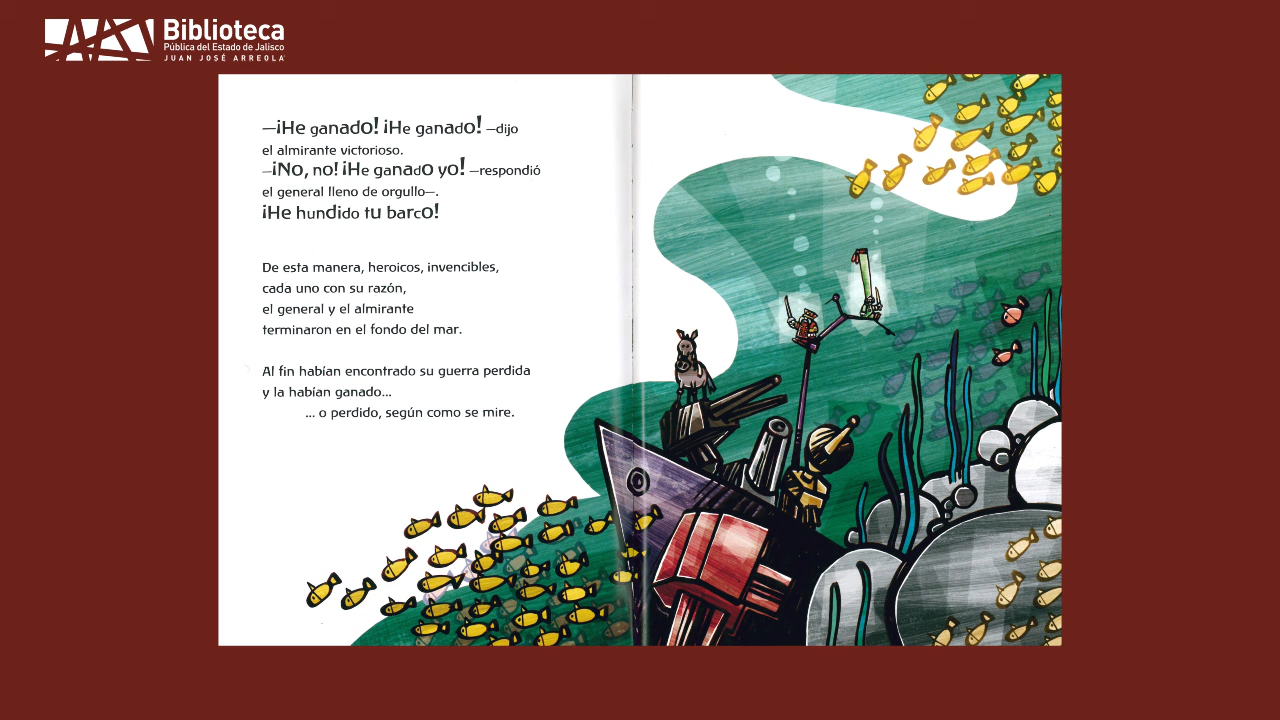 Biblioteca
Pública del Estado de Jalisco
JUAN JOSÉ ARREOLA
—¡He ganado! ¡He ganado! —dijo
el almirante victorioso.
—¡No, no! ¡He ganado yo! —respondió
el general lleno de orgullo—.
¡He hundido tu barco!
De esta manera, heroicos, invencibles,
cada uno con su razón,
el general y el almirante
terminaron en el fondo del mar.
Al fin habían encontrado su guerra perdida
y la habían ganado...
... o perdido, según como se mire.